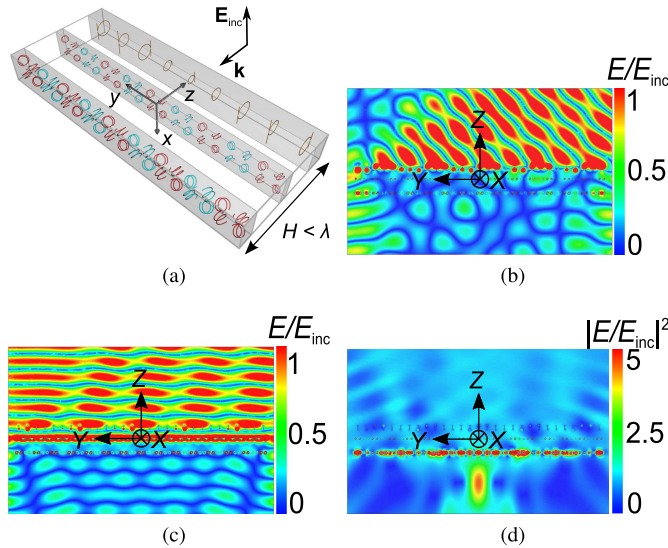 E_inc
k
y
z
x
H < λ
(a)
E/E_inc
1
0.5
0
Z
Y
X
(b)
E/E_inc
1
0.5
0
Z
Y
X
(c)
|E/E_inc|²
5
2.5
0
Z
Y
X
(d)